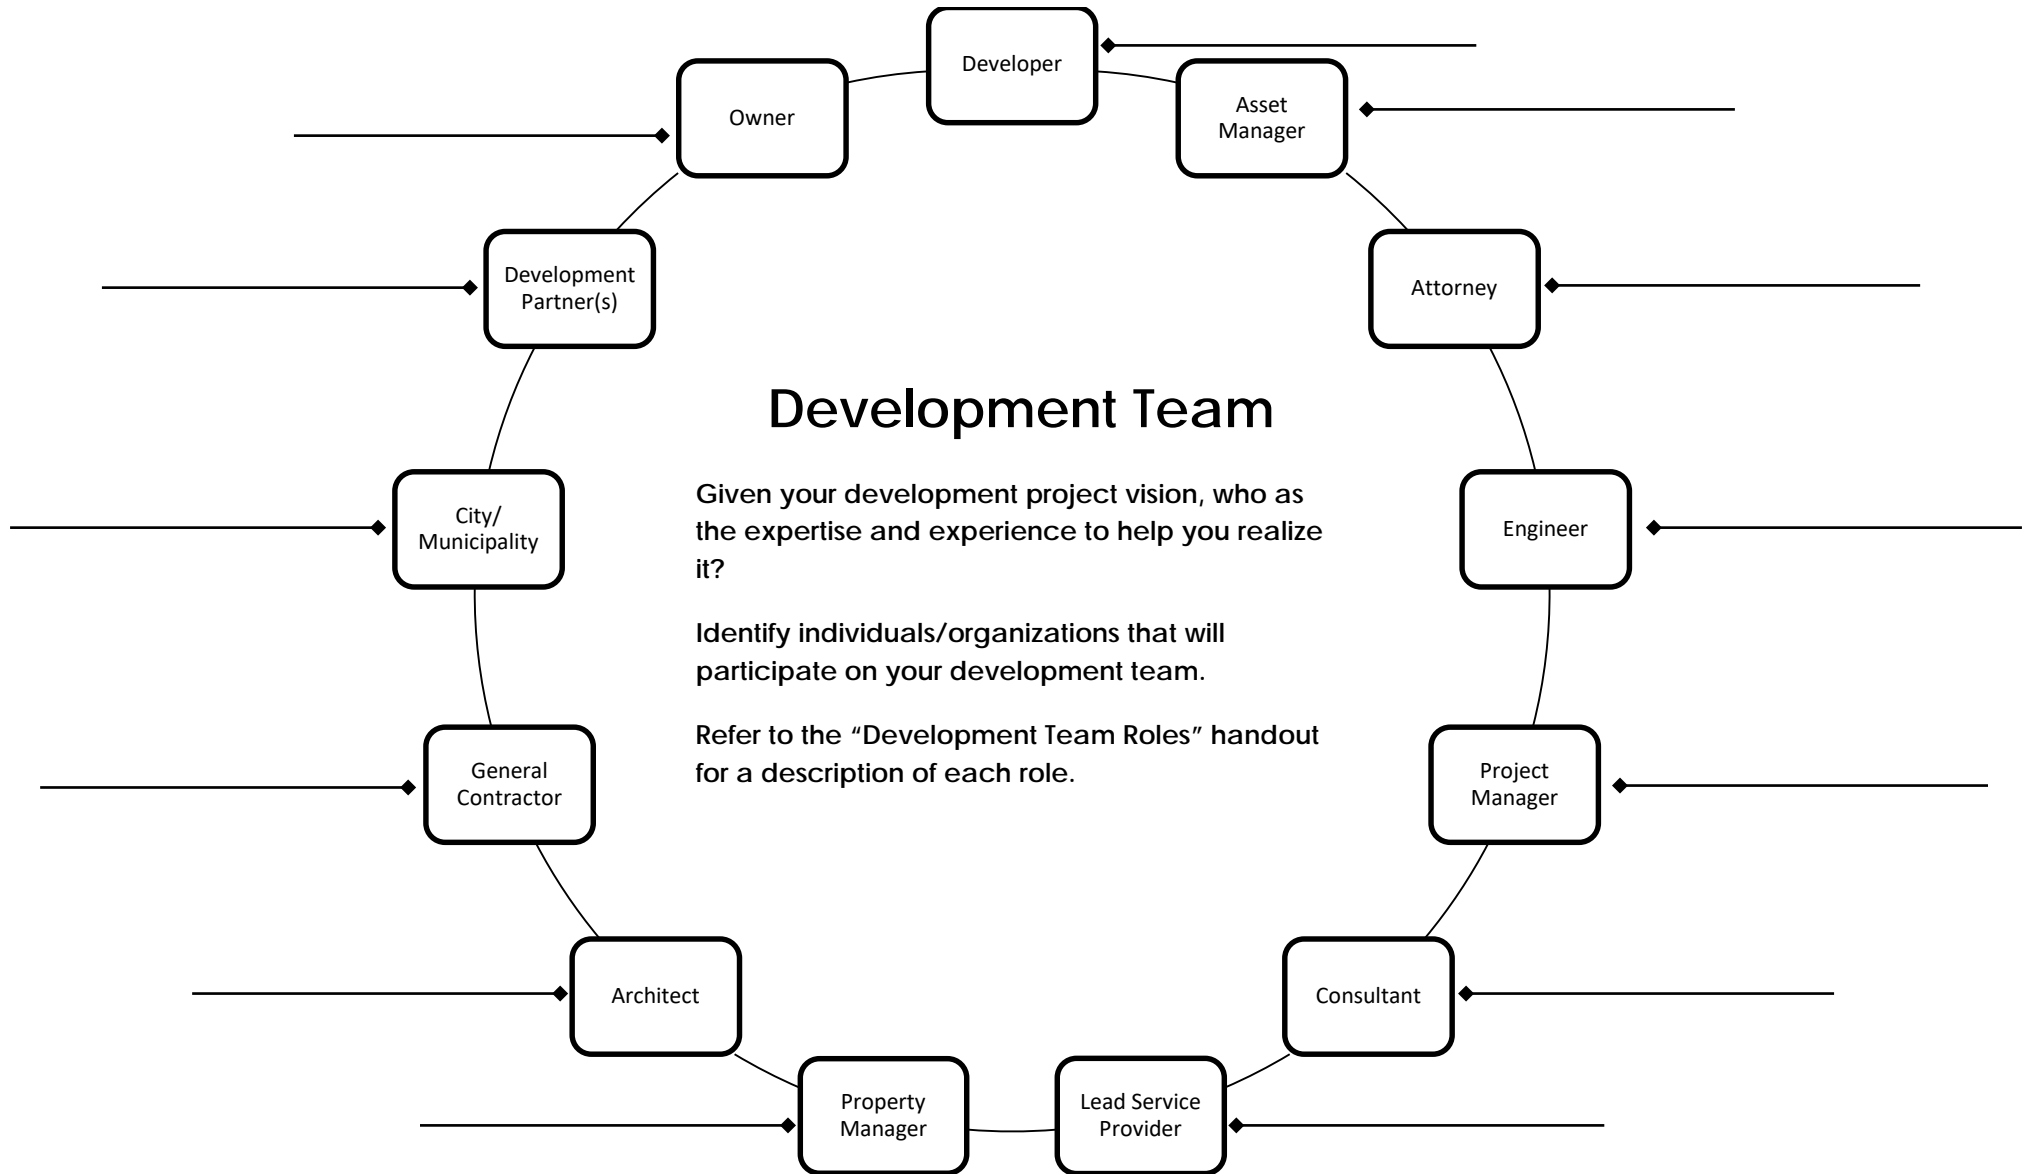 Developer
Owner
Asset
Manager
Development
Partner(s)
Attorney
Development Team
City/
Municipality
Given your development project vision, who as
the expertise and experience to help you realize
it?
Engineer
Identify individuals/organizations that will
participate on your development team.
Refer to the “Development Team Roles” handout
for a description of each role.
General
Contractor
Project
Manager
Architect
Consultant
Property
Manager
Lead Service
Provider